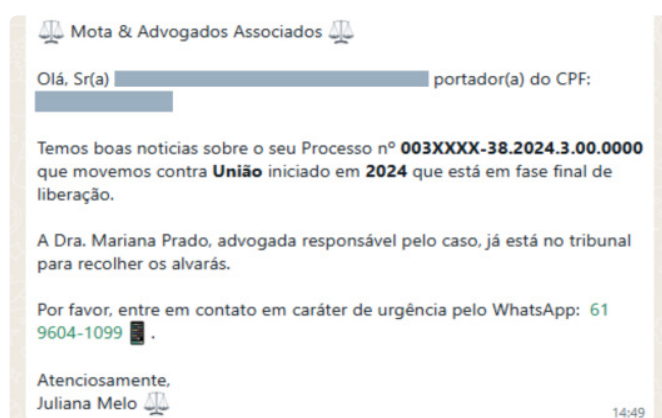 Mota & Advogados Associados
Olá, Sr(a) portador(a) do CPF:
Temos boas noticias sobre o seu Processo nº 003XXXX-38.2024.3.00.0000
que movemos contra União iniciado em 2024 que está em fase final de
liberação.
A Dra. Mariana Prado, advogada responsável pelo caso, já está no tribunal
para recolher os alvarás.
Por favor, entre em contato em caráter de urgência pelo WhatsApp: 61
9604-1099 .
Atenciosamente,
Juliana Melo
14:49